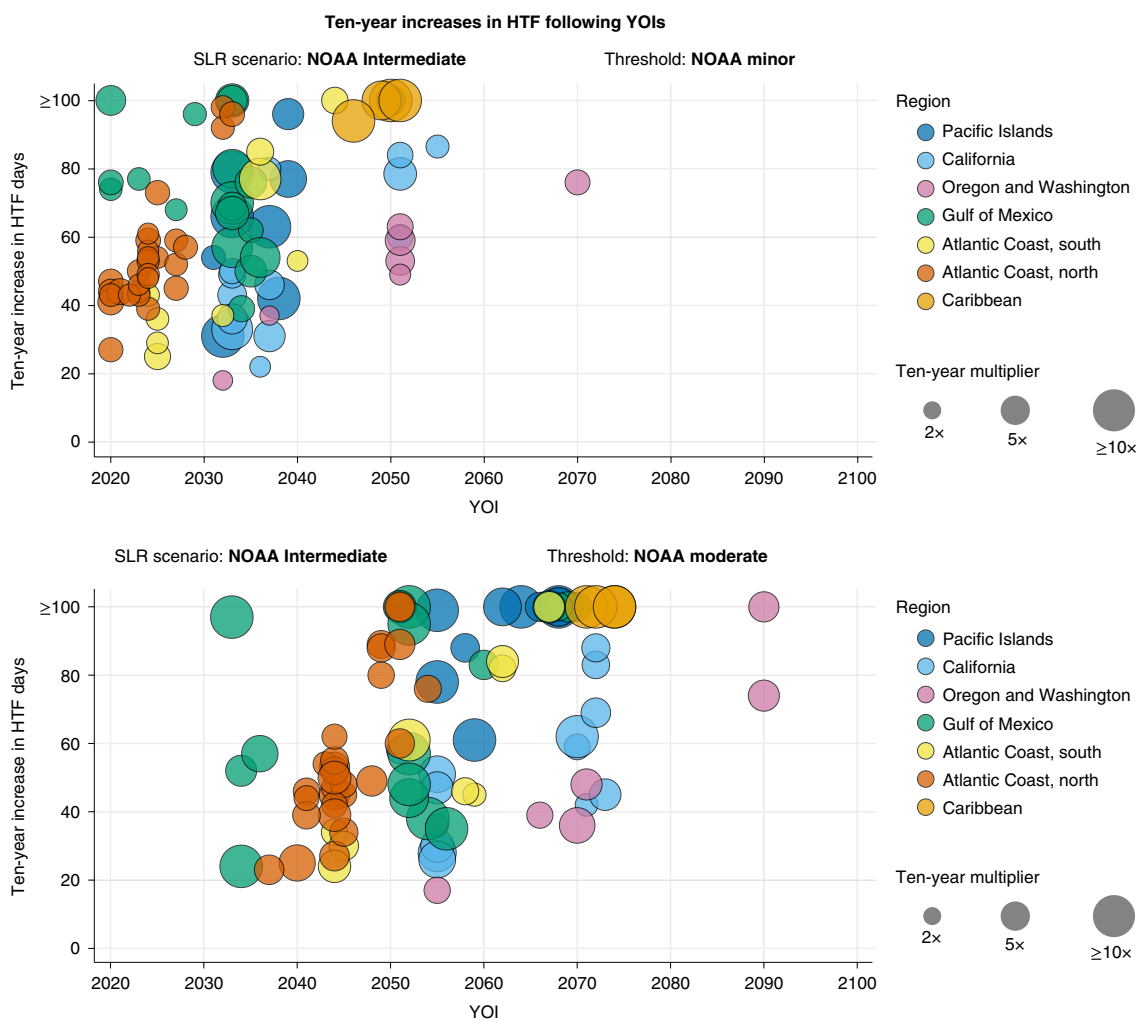 Ten-year increases in HTF following YOIs
SLR scenario: NOAA Intermediate
Threshold: NOAA minor
Ten-year increase in HTF days
≥100
80
60
40
20
0
2020 2030 2040 2050 2060 2070 2080 2090 2100
YOI
Region
Pacific Islands
California
Oregon and Washington
Gulf of Mexico
Atlantic Coast, south
Atlantic Coast, north
Caribbean
Ten-year multiplier
2× 5× ≥10×
SLR scenario: NOAA Intermediate
Threshold: NOAA moderate
Ten-year increase in HTF days
≥100
80
60
40
20
0
2020 2030 2040 2050 2060 2070 2080 2090 2100
YOI
Region
Pacific Islands
California
Oregon and Washington
Gulf of Mexico
Atlantic Coast, south
Atlantic Coast, north
Caribbean
Ten-year multiplier
2× 5× ≥10×